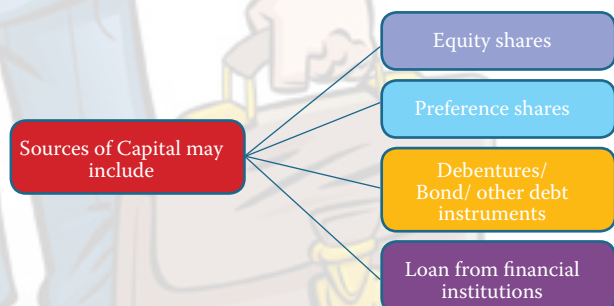 Equity shares
Preference shares
Sources of Capital may
include
Debentures/
Bond/ other debt
instruments
Loan from financial
institutions